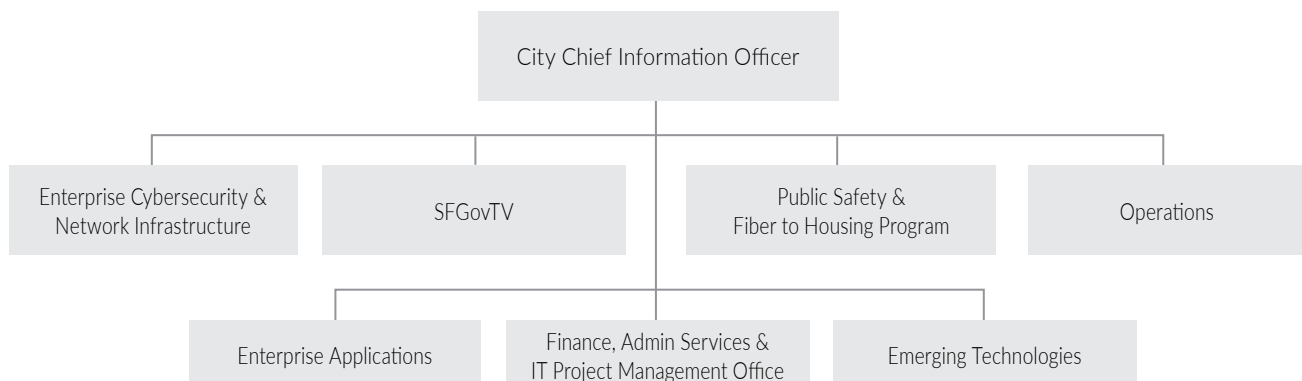 City Chief Information Officer
Enterprise Cybersecurity &
Network Infrastructure
SFGovTV
Public Safety &
Fiber to Housing Program
Operations
Enterprise Applications
Finance, Admin Services &
IT Project Management Office
Emerging Technologies